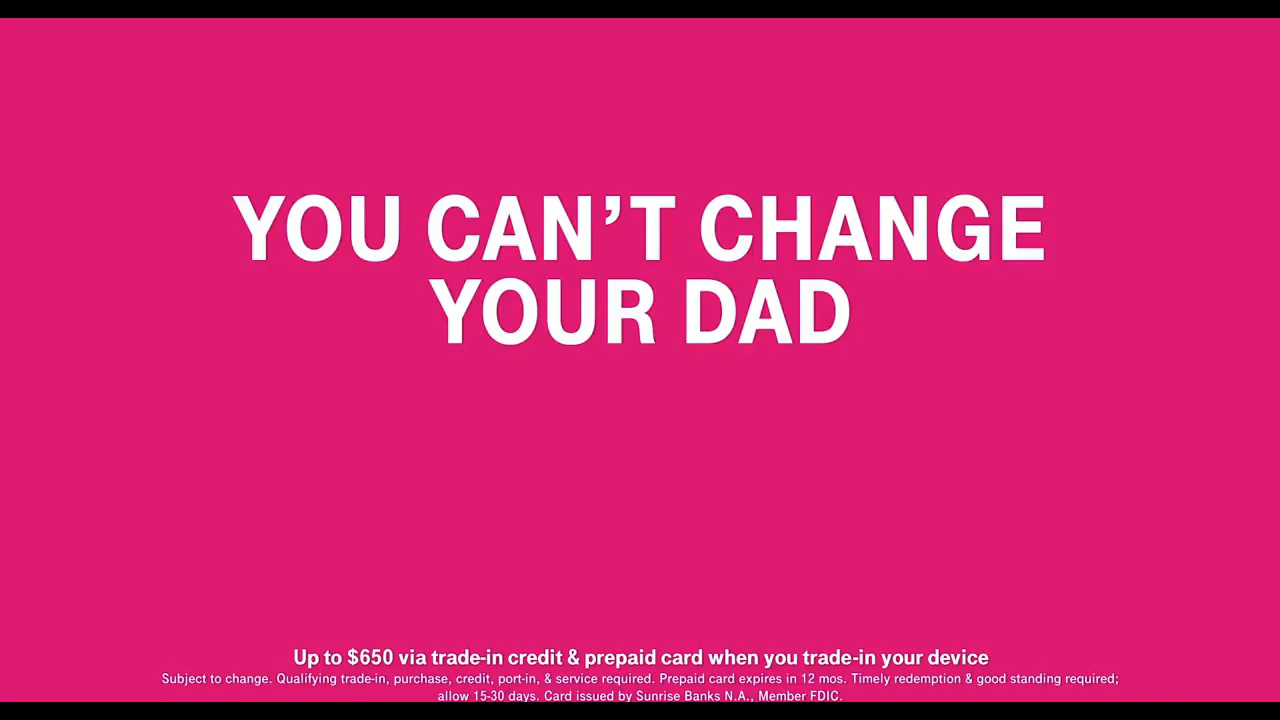 YOU CAN’T CHANGE
YOUR DAD
Up to $650 via trade-in credit & prepaid card when you trade-in your device
Subject to change. Qualifying trade-in, purchase, credit, port-in, & service required. Prepaid card expires in 12 mos. Timely redemption & good standing required;
allow 15-30 days. Card issued by Sunrise Banks N.A., Member FDIC.